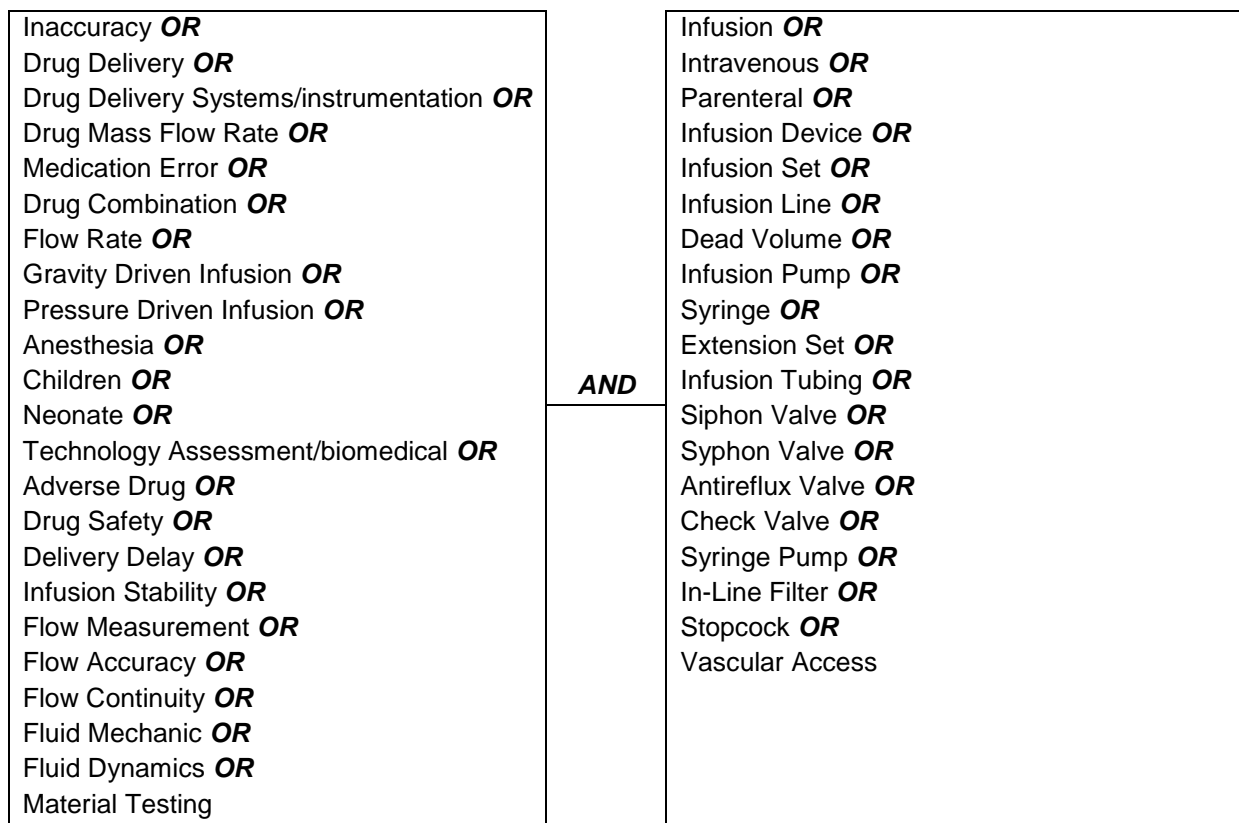 Inaccuracy OR
Drug Delivery OR
Drug Delivery Systems/instrumentation OR
Drug Mass Flow Rate OR
Medication Error OR
Drug Combination OR
Flow Rate OR
Gravity Driven Infusion OR
Pressure Driven Infusion OR
Anesthesia OR
Children OR
Neonate OR
Technology Assessment/biomedical OR
Adverse Drug OR
Drug Safety OR
Delivery Delay OR
Infusion Stability OR
Flow Measurement OR
Flow Accuracy OR
Flow Continuity OR
Fluid Mechanic OR
Fluid Dynamics OR
Material Testing
AND
Infusion OR
Intravenous OR
Parenteral OR
Infusion Device OR
Infusion Set OR
Infusion Line OR
Dead Volume OR
Infusion Pump OR
Syringe OR
Extension Set OR
Infusion Tubing OR
Siphon Valve OR
Syphon Valve OR
Antireflux Valve OR
Check Valve OR
Syringe Pump OR
In-Line Filter OR
Stopcock OR
Vascular Access